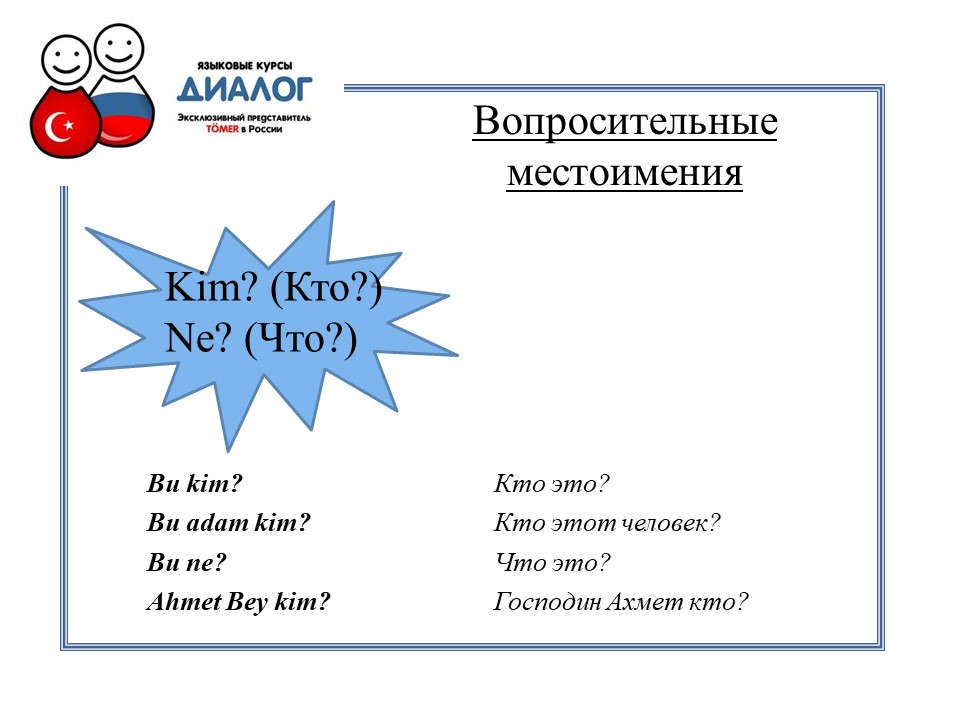 ЯЗЫКОВЫЕ КУРСЫ
ДИАЛОГ
Эксклюзивный представитель
TÖMER в России
Вопросительные
местоимения
Kim? (Кто?)
Ne? (Что?)
Bu kim? Кто это?
Bu adam kim? Кто этот человек?
Bu ne? Что это?
Ahmet Bey kim? Господин Ахмет кто?